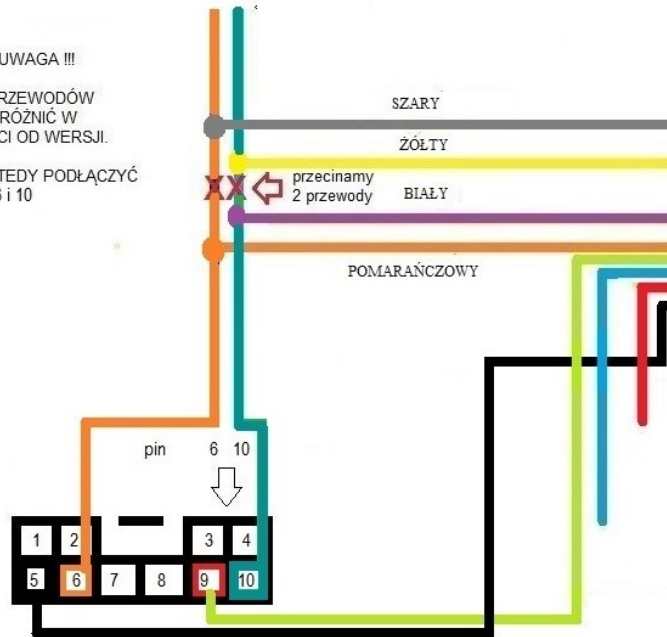 UWAGA !!!
RZEWODÓW
RÓŻNIĆ W
CI OD WERSJI.
TEDY PODŁĄCZYĆ
6 i 10
SZARY
ŻÓŁTY
przecinamy
2 przewody
BIAŁY
POMARAŃCZOWY
pin 6 10
1 2 3 4
5 6 7 8 9 10